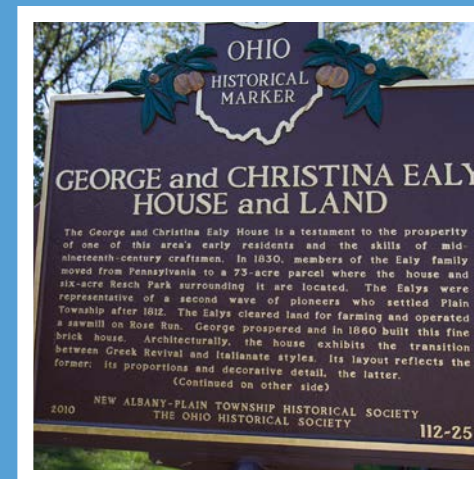 OHIO
HISTORICAL
MARKER
GEORGE and CHRISTINA EALY
HOUSE and LAND
The George and Christina Ealy House is a testament to the prosperity
of one of this area's early residents and the skills of mid-
nineteenth-century craftsmen. In 1830, members of the Ealy family
moved from Pennsylvania to a 73-acre parcel where the house and
six-acre Resch Park surrounding it are located. The Ealys were
representative of a second wave of pioneers who settled Plain
Township after 1812. The Ealys cleared land for farming and operated
a sawmill on Rose Run. George prospered and in 1860 built this fine
brick house. Architecturally, the house exhibits the transition
between Greek Revival and Italianate styles. Its layout reflects the
former; its proportions and decorative detail, the latter.
(Continued on other side)
NEW ALBANY-PLAIN TOWNSHIP HISTORICAL SOCIETY
2010 THE OHIO HISTORICAL SOCIETY 112-25